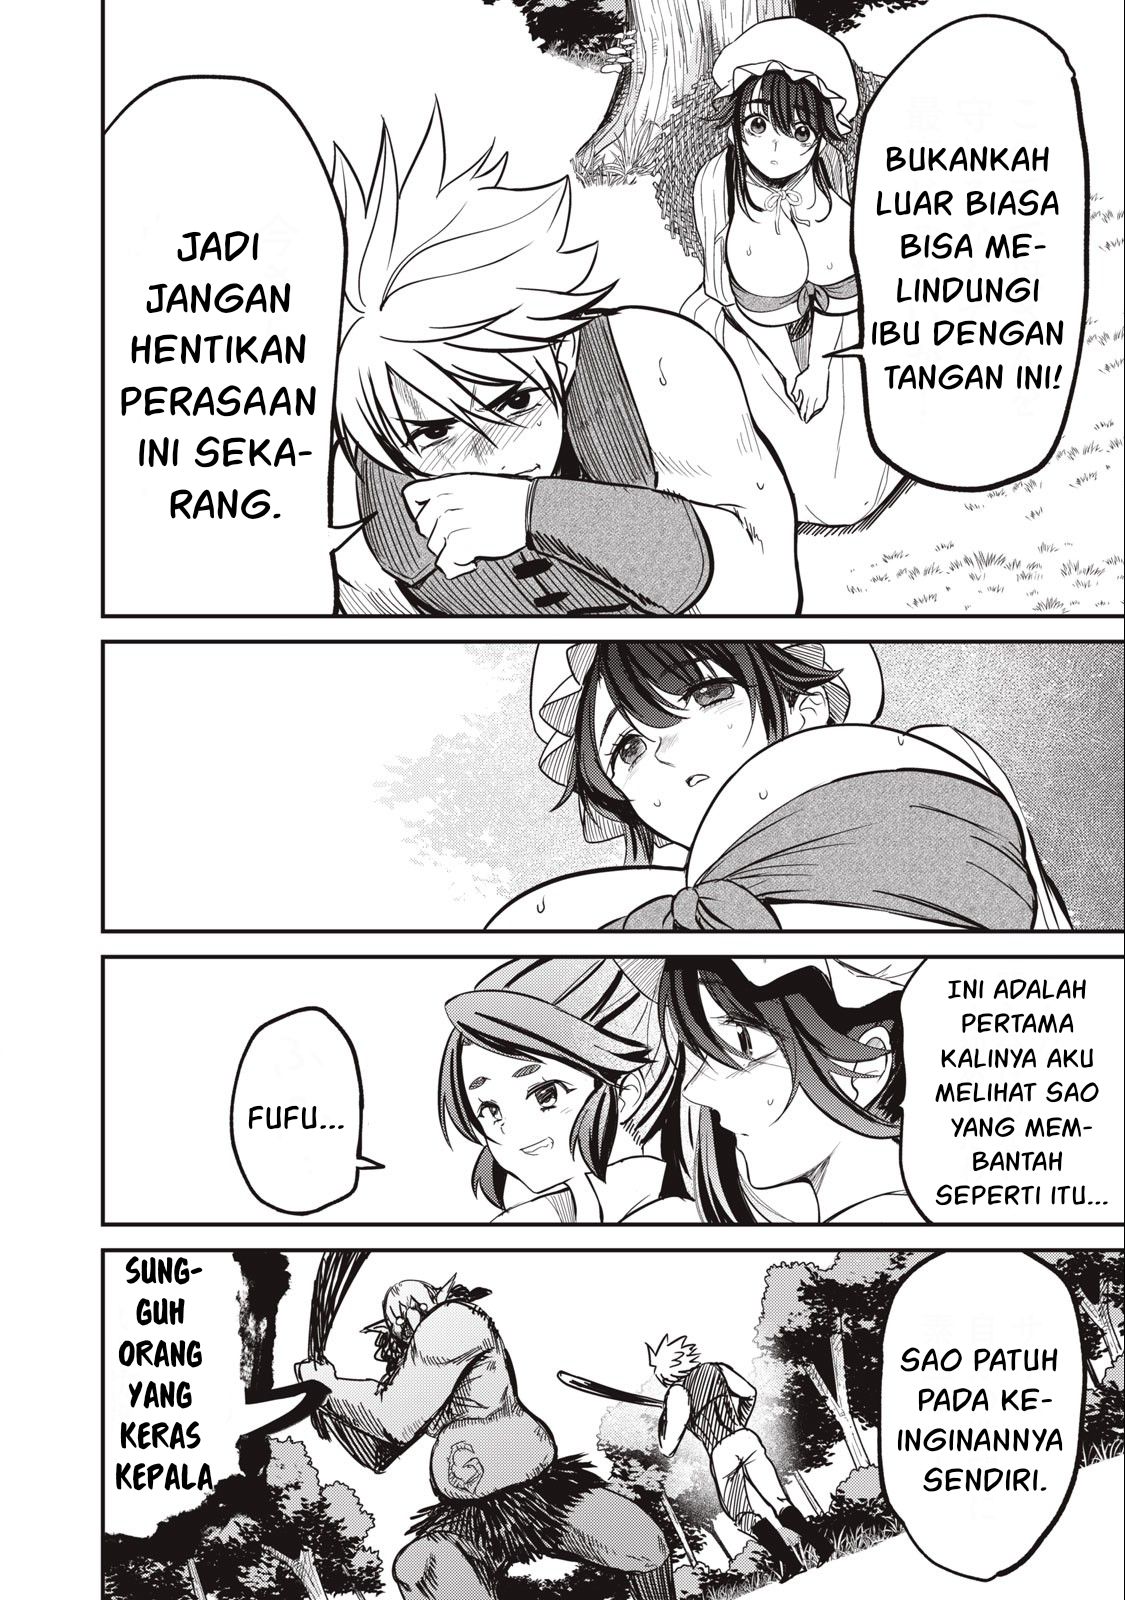 BUKANKAH
LUAR BIASA
BISA ME-
LINDUNGI
IBU DENGAN
TANGAN INI!
JADI
JANGAN
HENTIKAN
PERASAAN
INI SEKA-
RANG.
INI ADALAH
PERTAMA
KALINYA AKU
MELIHAT SAO
YANG MEM-
BANTAH
SEPERTI ITU...
FUFU...
SAO PATUH
PADA KE-
INGINANNYA
SENDIRI.
SUNG-
GUH
ORANG
YANG
KERAS
KEPALA